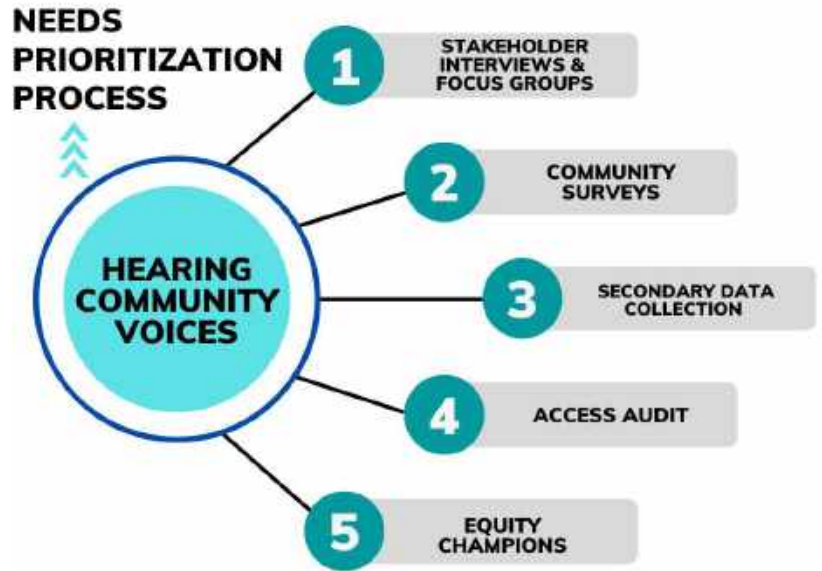 NEEDS
PRIORITIZATION
PROCESS
HEARING
COMMUNITY
VOICES
1
STAKEHOLDER
INTERVIEWS &
FOCUS GROUPS
2
COMMUNITY
SURVEYS
3
SECONDARY DATA
COLLECTION
4
ACCESS AUDIT
5
EQUITY
CHAMPIONS